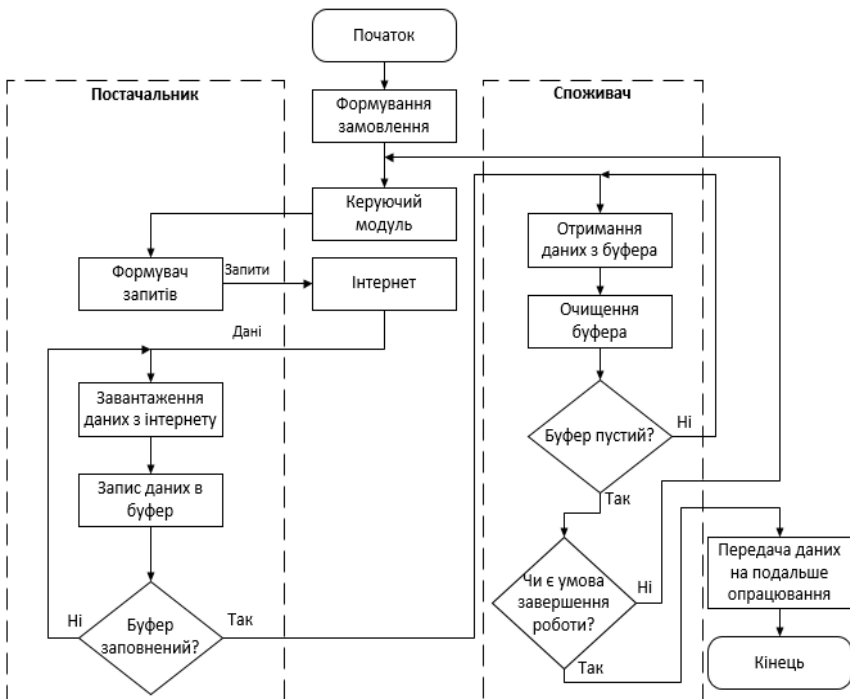 Початок
Постачальник
Споживач
Формування
замовлення
Керуючий
модуль
Формувач
запитів
Запити
Інтернет
Дані
Завантаження
даних з інтернету
Запис даних в
буфер
Буфер
заповнений?
Ні
Так
Отримання
даних з буфера
Очищення
буфера
Буфер пустий?
Ні
Так
Чи є умова
завершення
роботи?
Ні
Так
Передача даних
на подальше
опрацювання
Кінець